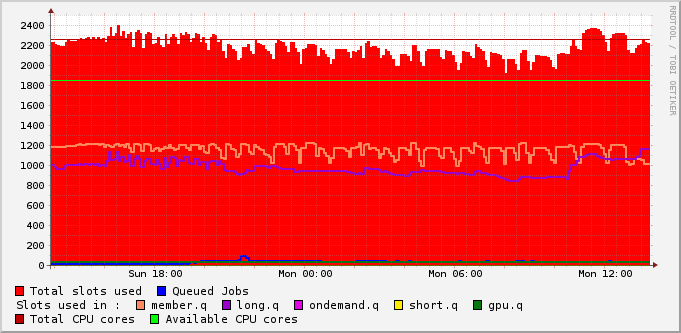 RRDTOOL / TOBI OETIKER
2400
2200
2000
1800
1600
1400
1200
1000
800
600
400
200
0
Sun 18:00 Mon 00:00 Mon 06:00 Mon 12:00
Total slots used Queued Jobs
Slots used in : member.q long.q ondemand.q short.q gpu.q
Total CPU cores Available CPU cores